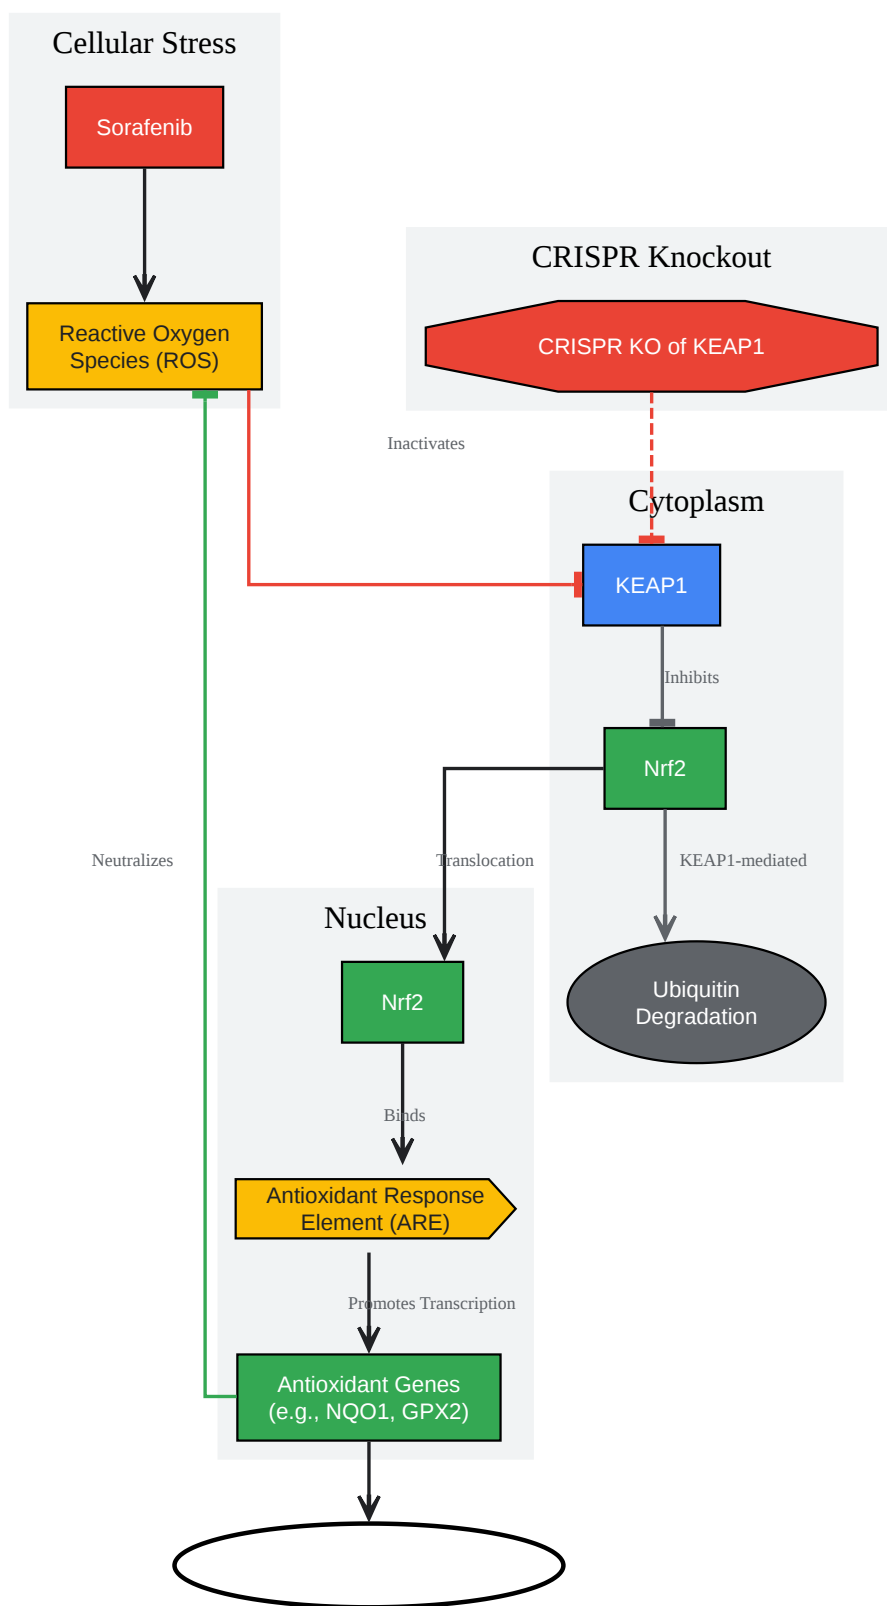 Cellular Stress
Sorafenib
Reactive Oxygen
Species (ROS)
CRISPR Knockout
CRISPR KO of KEAP1
Inactivates
Cytoplasm
KEAP1
Inhibits
Nrf2
Neutralizes
Translocation
KEAP1-mediated
Nucleus
Nrf2
Ubiquitin
Degradation
Binds
Antioxidant Response
Element (ARE)
Promotes Transcription
Antioxidant Genes
(e.g., NQO1, GPX2)